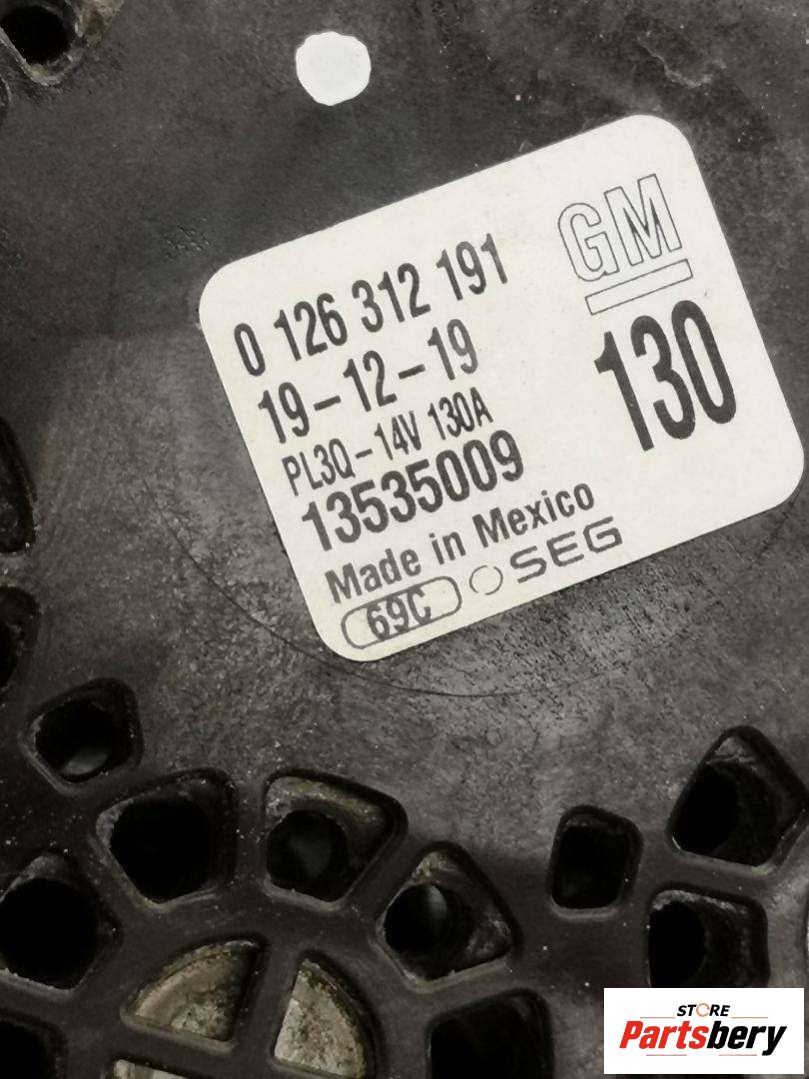 GM
0 126 312 191
19-12-19
PL3Q-14V 130A
130
13535009
Made in Mexico
69C SEG
STORE
Partsbery